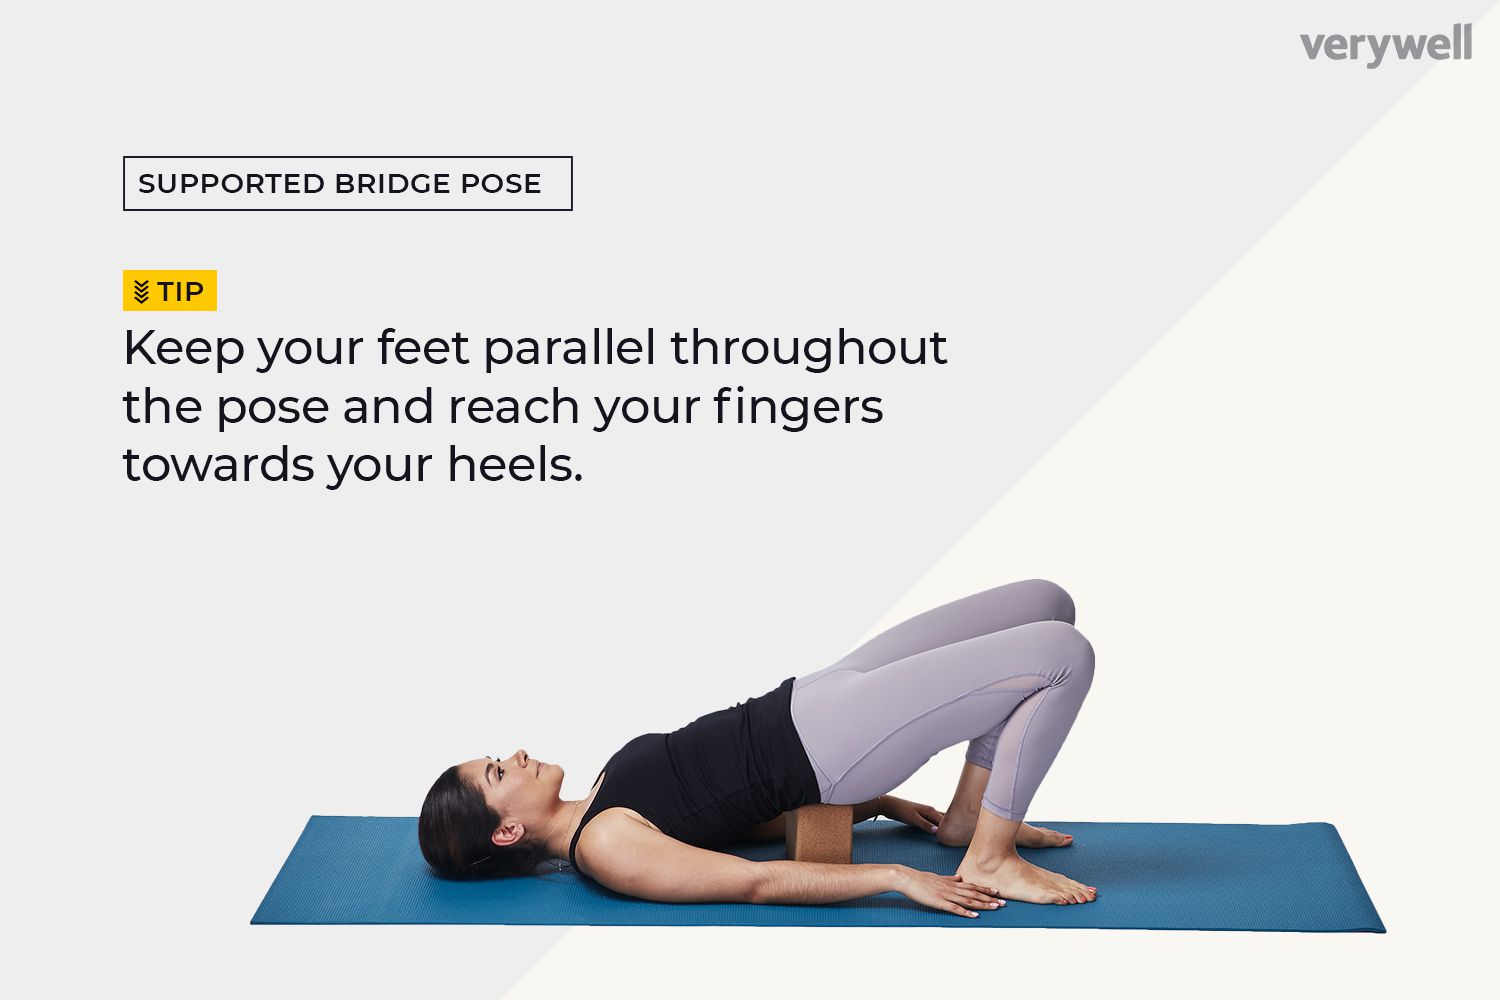 verywell
SUPPORTED BRIDGE POSE
TIP
Keep your feet parallel throughout
the pose and reach your fingers
towards your heels.